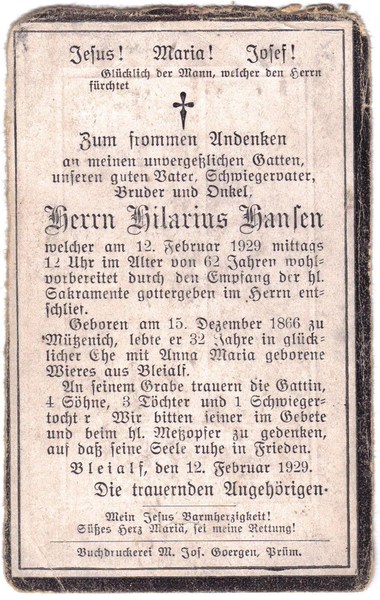 Jesus! Maria! Josef!
Glücklich der Mann, welcher den Herrn
fürchtet
Zum frommen Andenken
an meinen unvergeßlichen Gatten,
unseren guten Vater, Schwiegervater,
Bruder und Onkel,
Herrn Hilarius Hansen
welcher am 12. Februar 1929 mittags
12 Uhr im Alter von 62 Jahren wohl-
vorbereitet durch den Empfang der hl.
Sakramente gottergeben im Herrn ent-
schlief.
Geboren am 15. Dezember 1866 zu
Mützenich, lebte er 32 Jahre in glück-
licher Ehe mit Anna Maria geborene
Wieres aus Bleialf.
An seinem Grabe trauern die Gattin,
4 Söhne, 3 Töchter und 1 Schwieger-
tocht r Wir bitten seiner im Gebete
und beim hl. Meßopfer zu gedenken,
auf daß seine Seele ruhe in Frieden.
Bleialf, den 12. Februar 1929.
Die trauernden Angehörigen.
Mein Jesus Barmherzigkeit!
Süßes Herz Mariä, sei meine Rettung!
Buchdruckerei M. Jos. Goergen, Prüm.